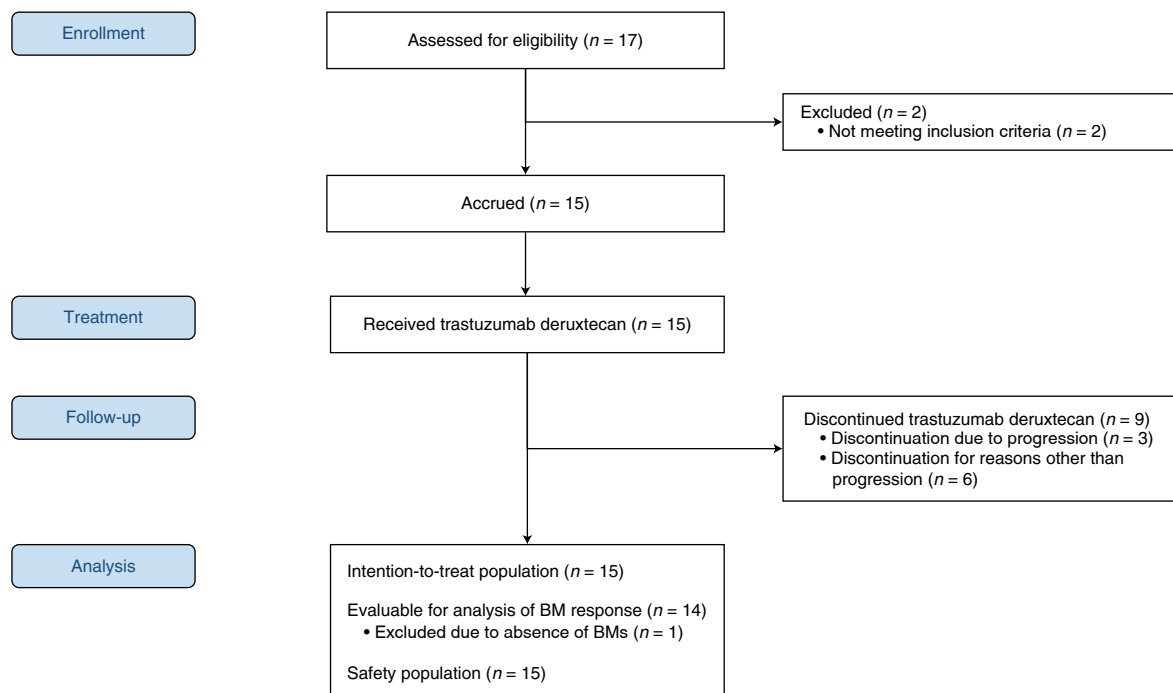 Enrollment
Assessed for eligibility (n = 17)
Excluded (n = 2)
• Not meeting inclusion criteria (n = 2)
Accrued (n = 15)
Treatment
Received trastuzumab deruxtecan (n = 15)
Follow-up
Discontinued trastuzumab deruxtecan (n = 9)
• Discontinuation due to progression (n = 3)
• Discontinuation for reasons other than
progression (n = 6)
Analysis
Intention-to-treat population (n = 15)
Evaluable for analysis of BM response (n = 14)
• Excluded due to absence of BMs (n = 1)
Safety population (n = 15)